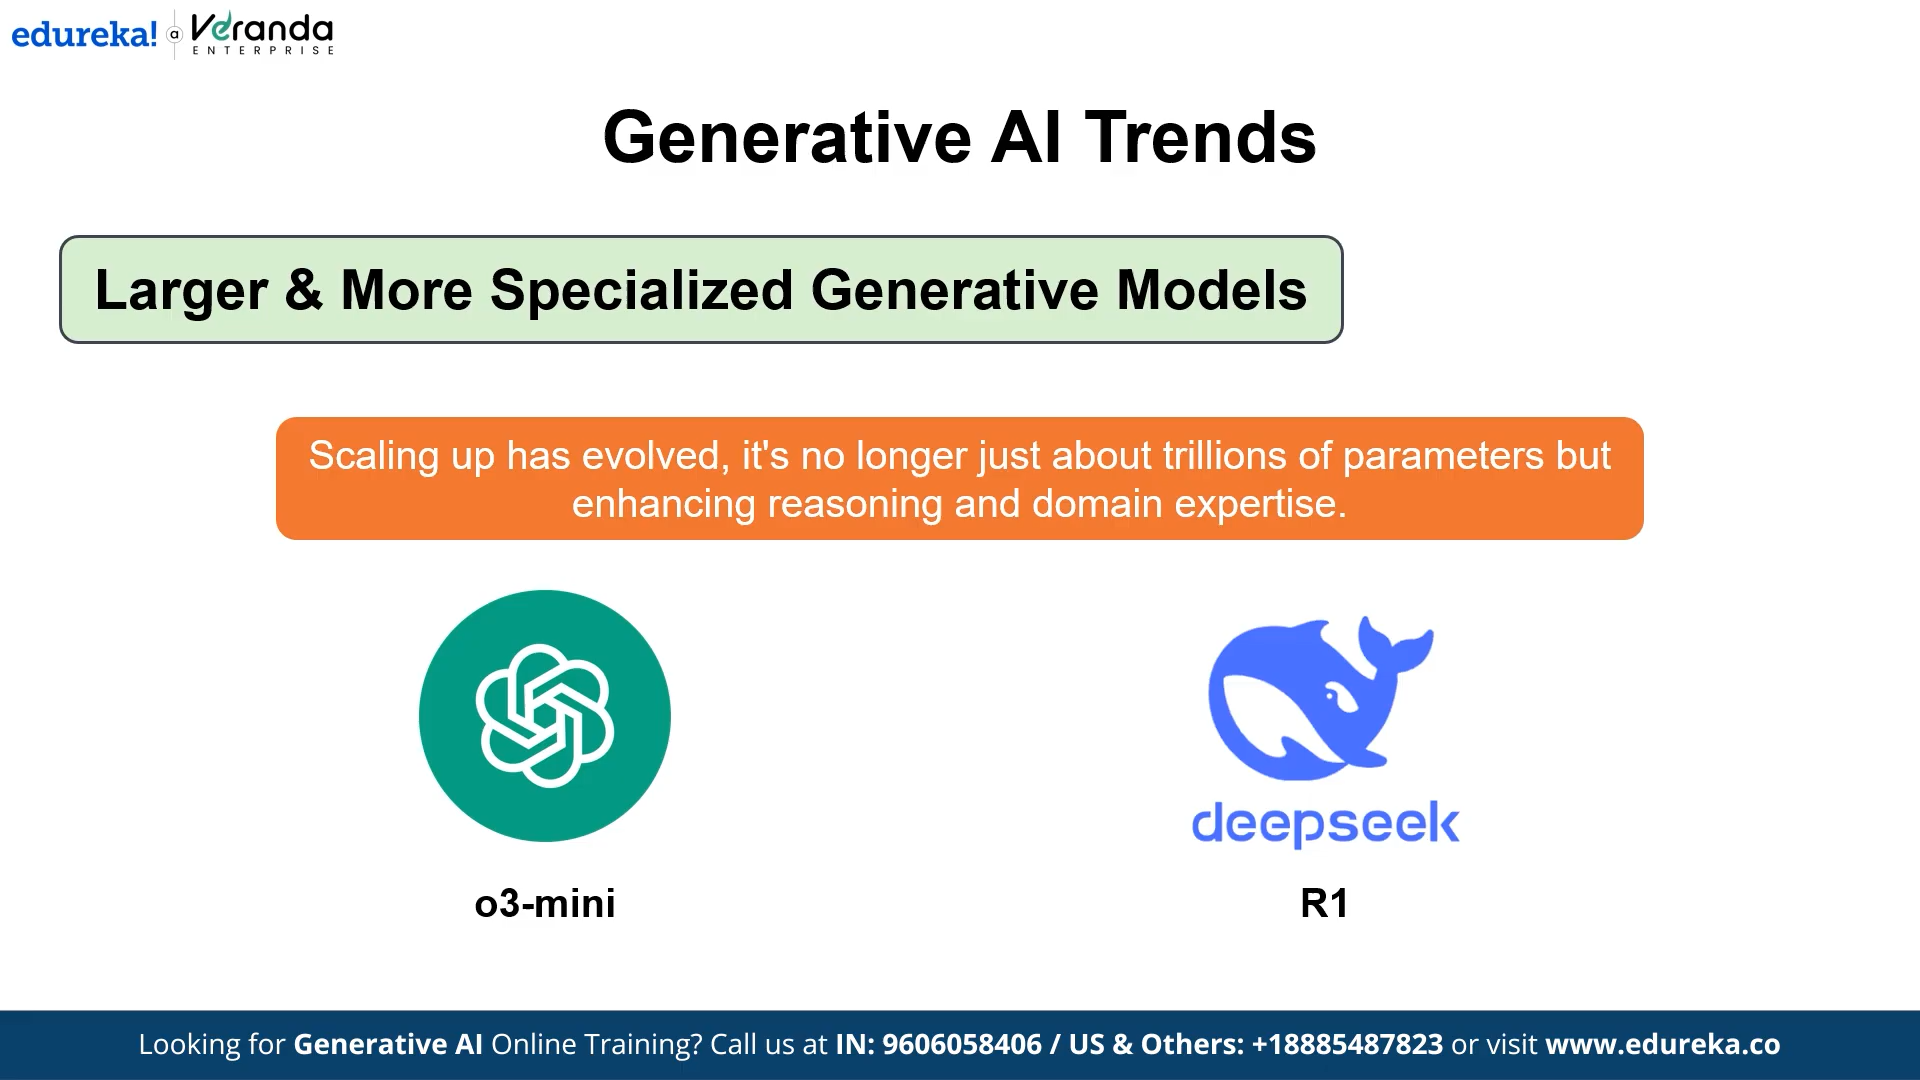 edureka! a Veranda
ENTERPRISE
Generative AI Trends
Larger & More Specialized Generative Models
Scaling up has evolved, it's no longer just about trillions of parameters but
enhancing reasoning and domain expertise.
deepseek
o3-mini
R1
Looking for Generative AI Online Training? Call us at IN: 9606058406 / US & Others: +18885487823 or visit www.edureka.co